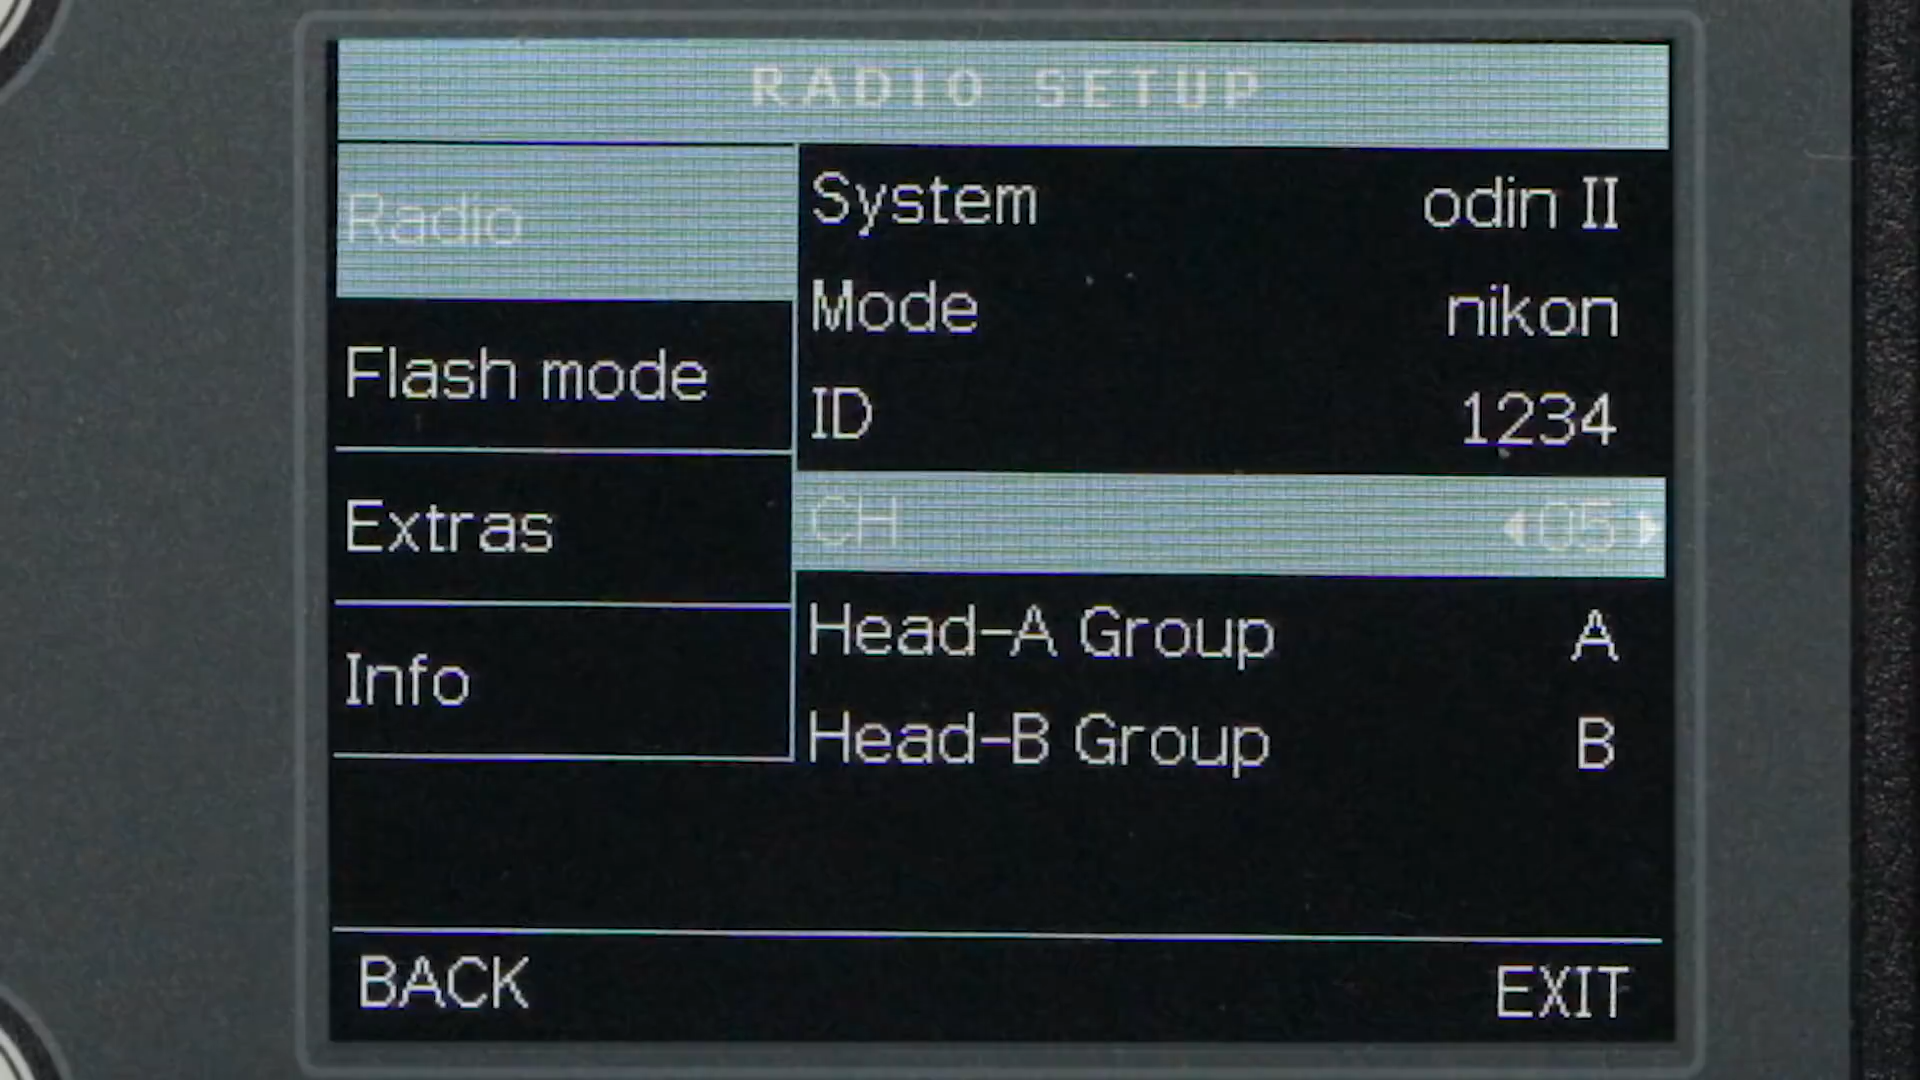 RADIO SETUP
Radio
Flash mode
Extras
Info
System odin II
Mode nikon
ID 1234
CH 05
Head-A Group A
Head-B Group B
BACK EXIT